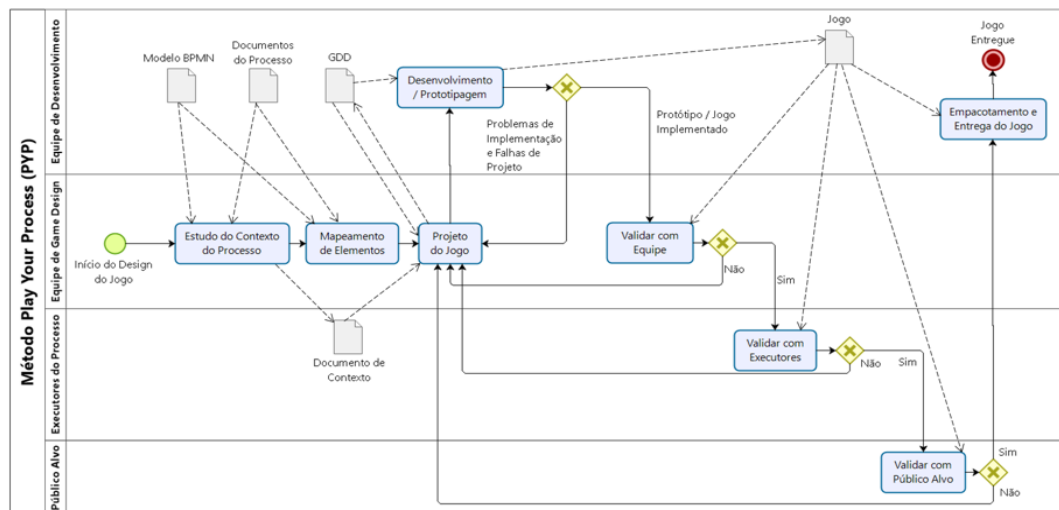 Método Play Your Process (PYP)
Equipe de Desenvolvimento
Modelo BPMN
Documentos
do Processo
GDD
Desenvolvimento
/ Prototipagem
Problemas de
Implementação
e Falhas de
Projeto
Protótipo / Jogo
Implementado
Jogo
Jogo
Entregue
Empacotamento e
Entrega do Jogo
Equipe de Game Design
Início do Design
do Jogo
Estudo do Contexto
do Processo
Mapeamento
de Elementos
Projeto
do Jogo
Validar com
Equipe
Não
Sim
Executores do Processo
Documento de
Contexto
Validar com
Executores
Não
Sim
Público Alvo
Validar com
Público Alvo
Sim
Não